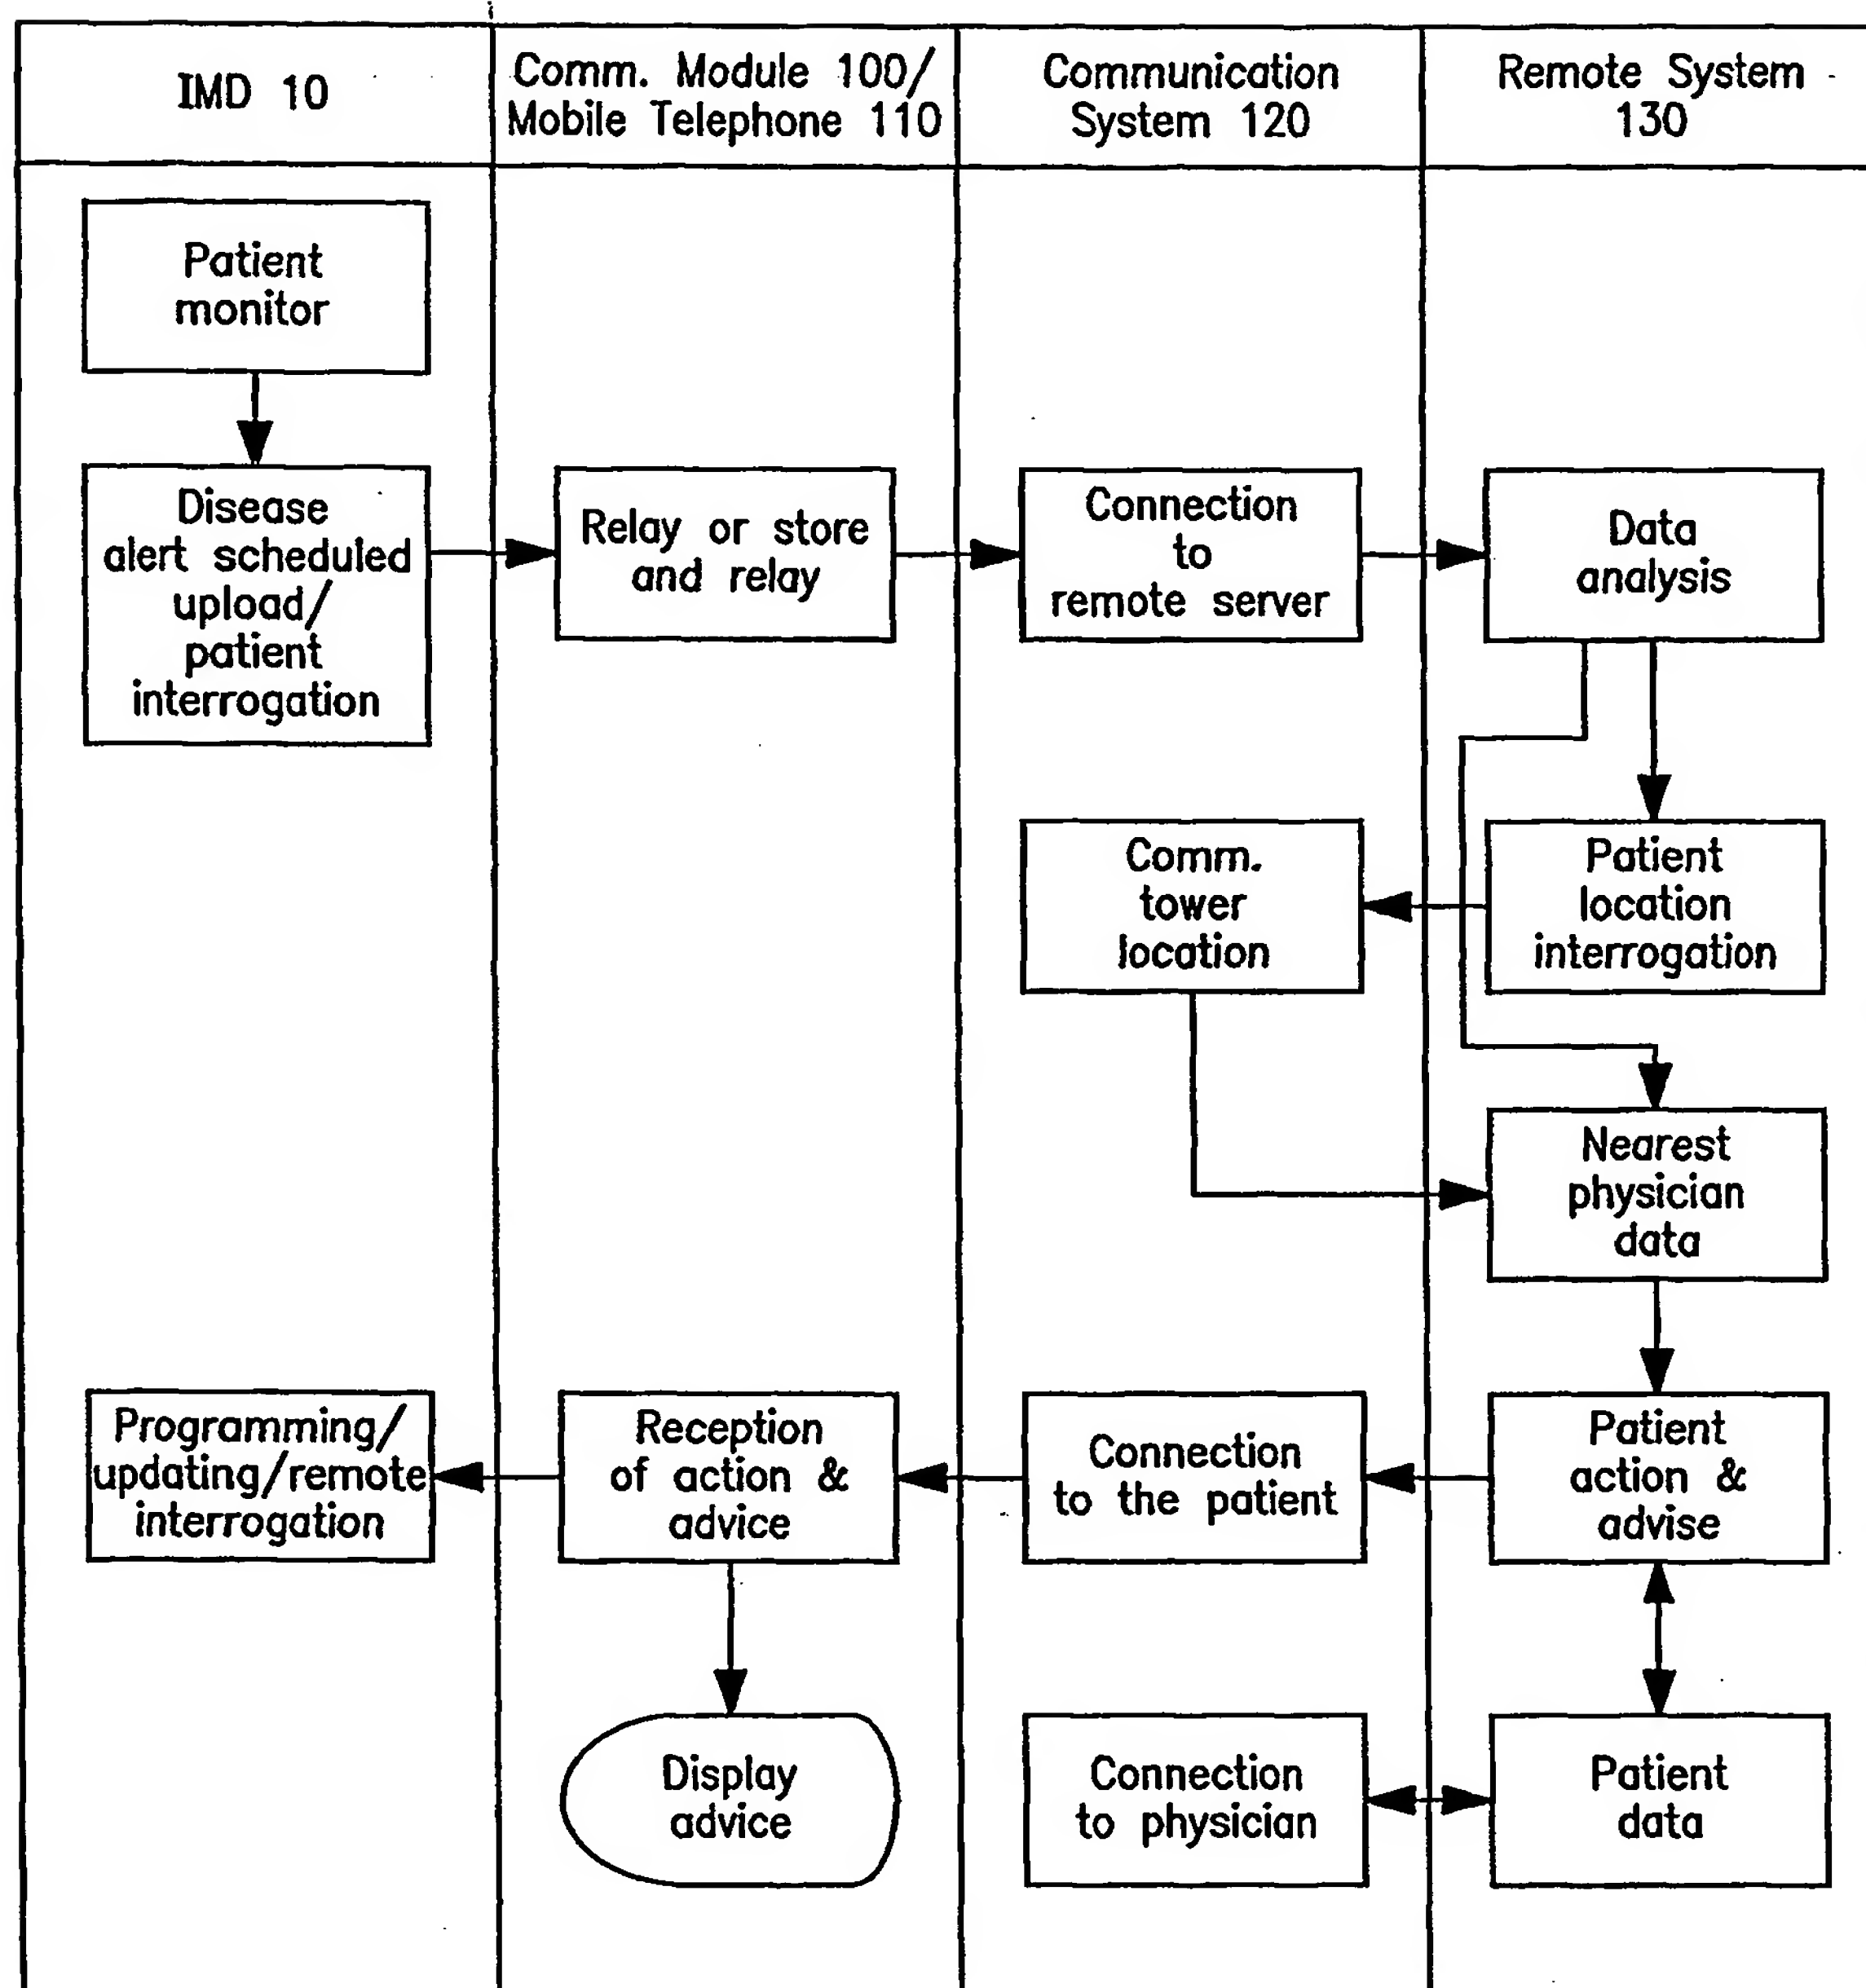 IMD 10
Comm. Module 100/
Mobile Telephone 110
Communication
System 120
Remote System
130
Patient
monitor
Disease
alert scheduled
upload/
patient
interrogation
Relay or store
and relay
Connection
to
remote server
Data
analysis
Comm.
tower
location
Patient
location
interrogation
Nearest
physician
data
Programming/
updating/remote
interrogation
Reception
of action &
advice
Connection
to the patient
Patient
action &
advise
Display
advice
Connection
to physician
Patient
data